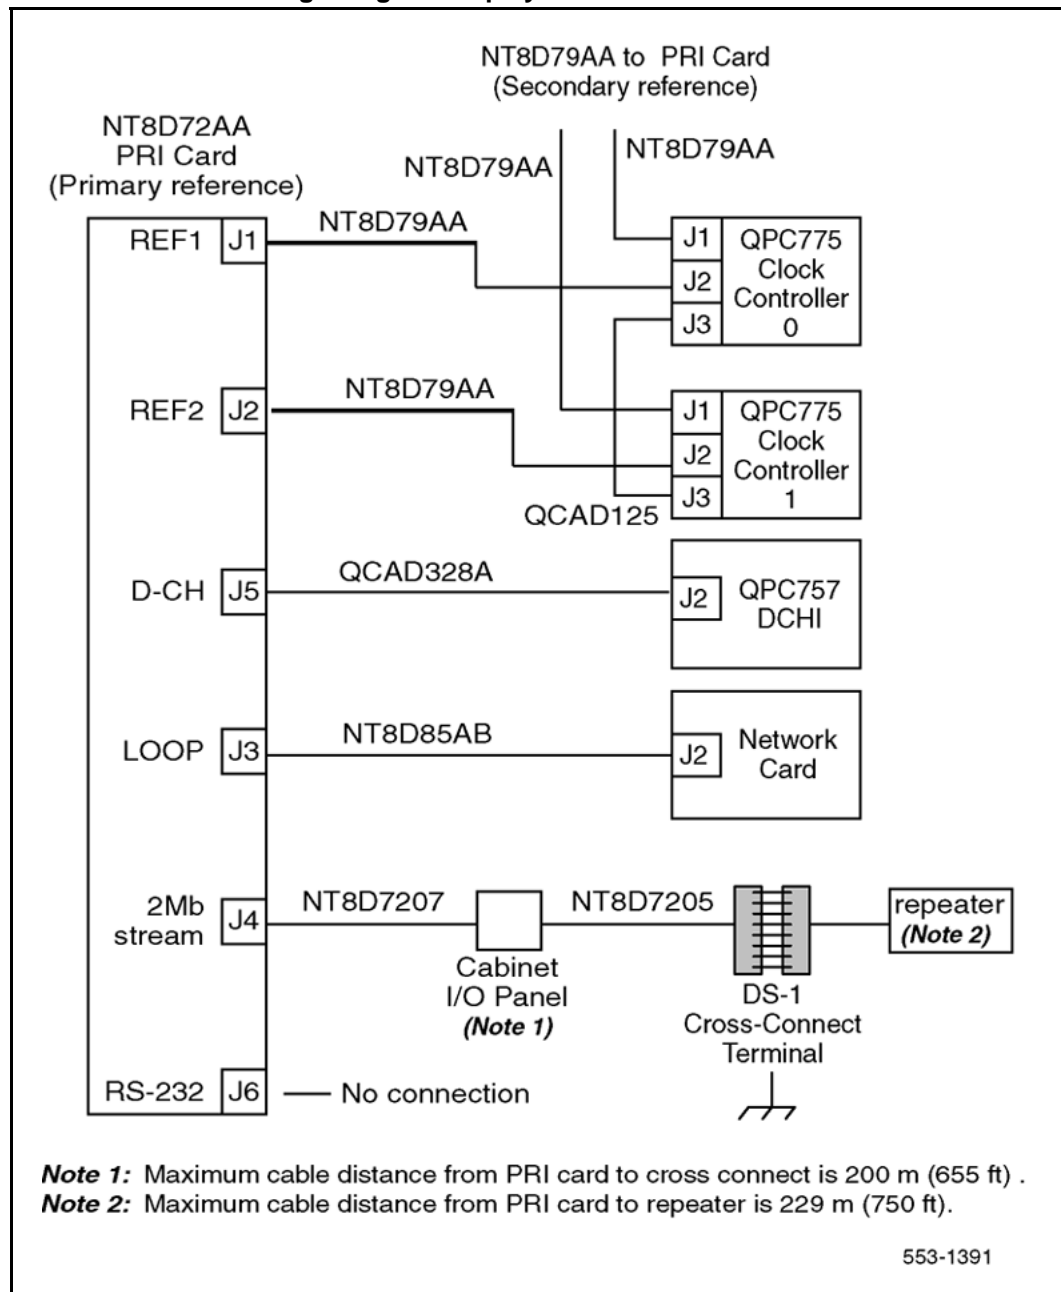 NT8D79AA to PRI Card
(Secondary reference)
NT8D72AA
PRI Card
(Primary reference)
NT8D79AA
NT8D79AA
REF1
J1
NT8D79AA
J1
J2
J3
QPC775
Clock
Controller
0
REF2
J2
NT8D79AA
J1
J2
J3
QPC775
Clock
Controller
1
QCAD125
D-CH
J5
QCAD328A
J2
QPC757
DCHI
LOOP
J3
NT8D85AB
J2
Network
Card
2Mb
stream
J4
NT8D7207
Cabinet
I/O Panel
(Note 1)
NT8D7205
DS-1
Cross-Connect
Terminal
repeater
(Note 2)
RS-232
J6
No connection
Note 1: Maximum cable distance from PRI card to cross connect is 200 m (655 ft) .
Note 2: Maximum cable distance from PRI card to repeater is 229 m (750 ft).
553-1391